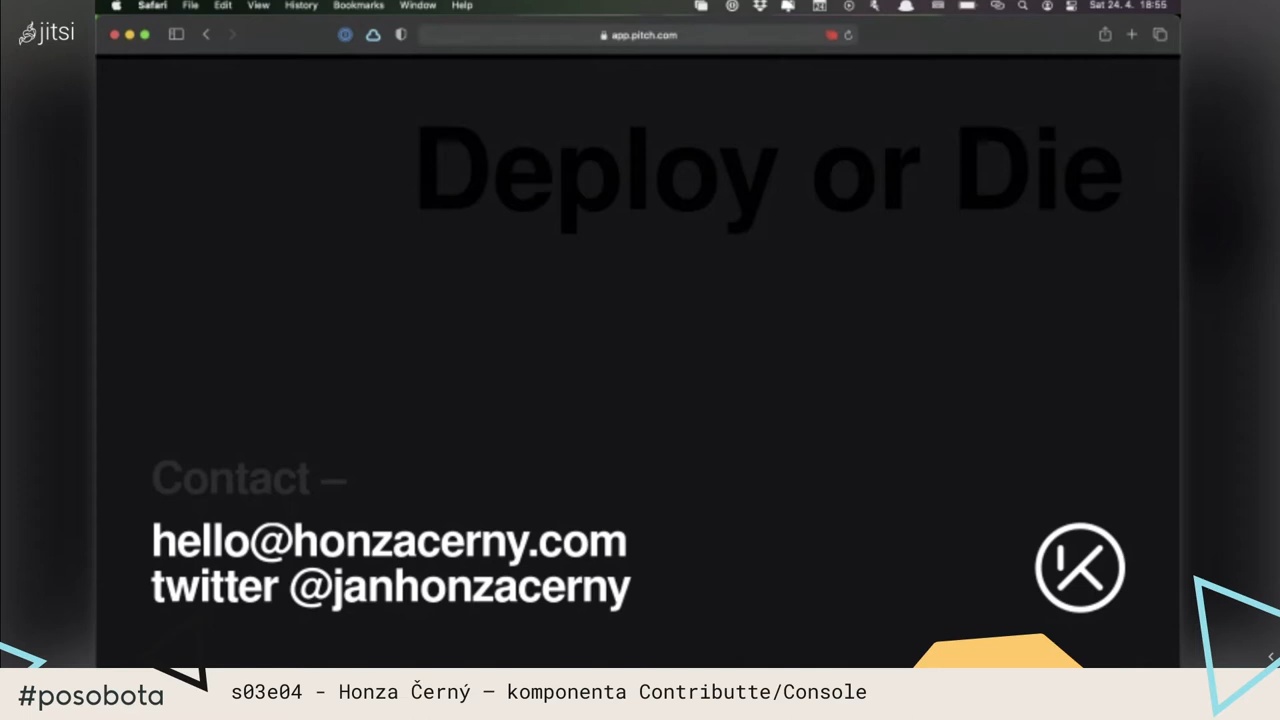 Safari File Edit View History Bookmarks Window Help Sat 24. 4. 18:55
jitsi
app.pitch.com
Deploy or Die
Contact –
hello@honzacerny.com
twitter @janhonzacerny
#posobota
s03e04 - Honza Černý – komponenta Contributte/Console